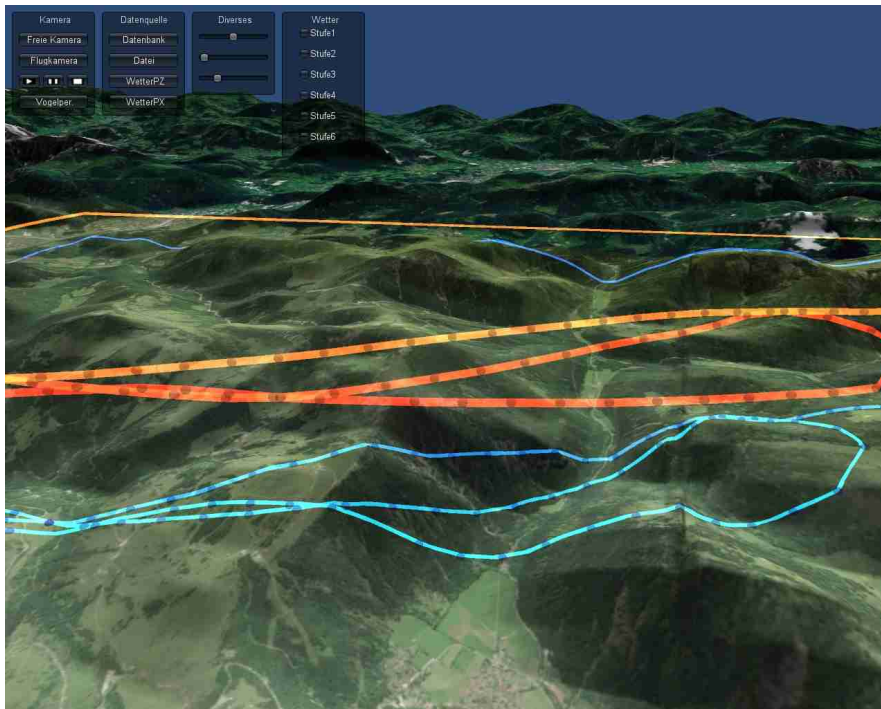 Kamera
Freie Kamera
Flugkamera
Vogelper.
Datenquelle
Datenbank
Datei
WetterPZ
WetterPX
Diverses
Wetter
Stufe1
Stufe2
Stufe3
Stufe4
Stufe5
Stufe6